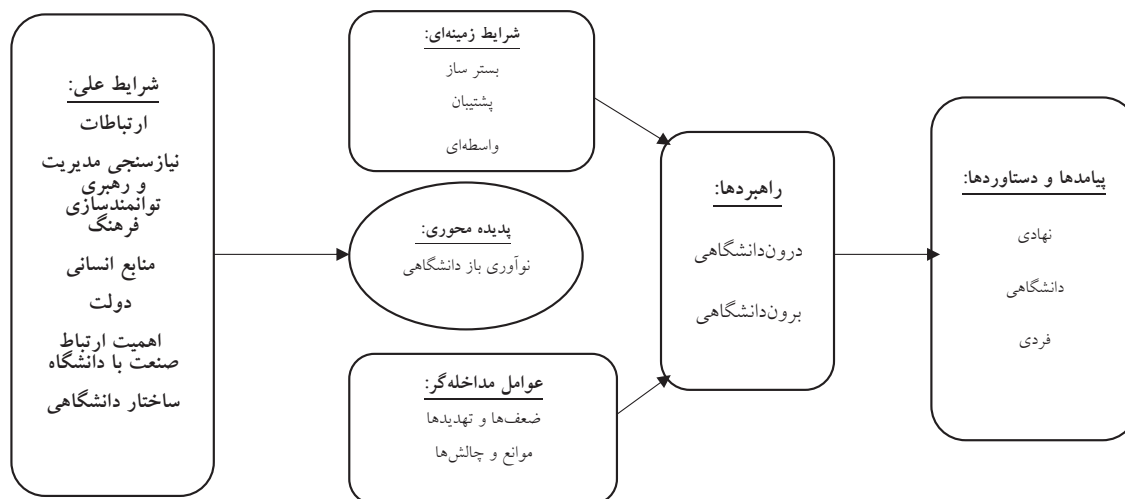 شرایط علی:
ارتباطات
نیازسنجی مدیریت
و رهبری
توانمندسازی
فرهنگ
منابع انسانی
دولت
اهمیت ارتباط
صنعت با دانشگاه
ساختار دانشگاهی
شرایط زمینه‌ای:
بستر ساز
پشتیبان
واسطه‌ای
پدیده محوری:
نوآوری باز دانشگاهی
عوامل مداخله‌گر:
ضعف‌ها و تهدیدها
موانع و چالش‌ها
راهبردها:
درون‌دانشگاهی
برون‌دانشگاهی
پیامدها و دستاوردها:
نهادی
دانشگاهی
فردی